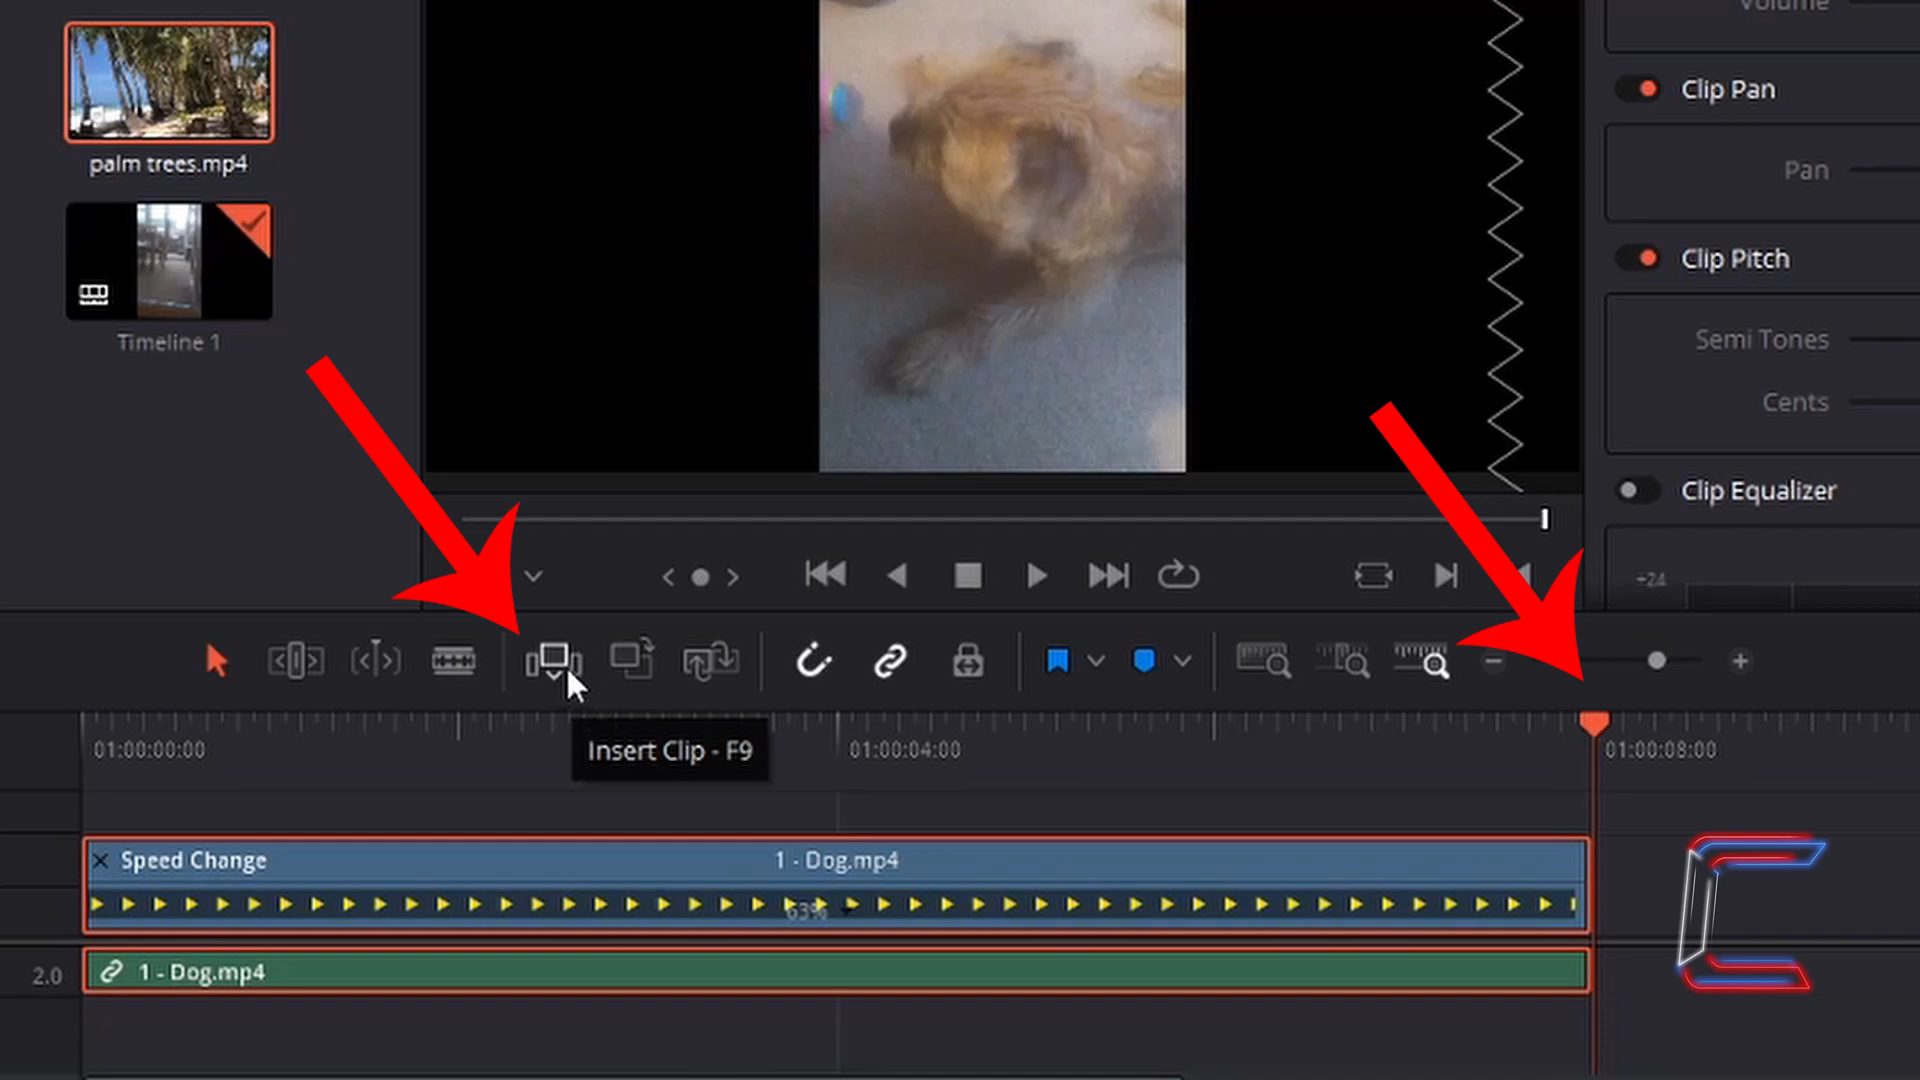 Volume
Clip Pan
palm trees.mp4
Pan
Clip Pitch
Timeline 1
Semi Tones
Cents
Clip Equalizer
+24
01:00:00:00
Insert Clip - F9
01:00:04:00
01:00:08:00
Speed Change
1 - Dog.mp4
63%
2.0
1 - Dog.mp4